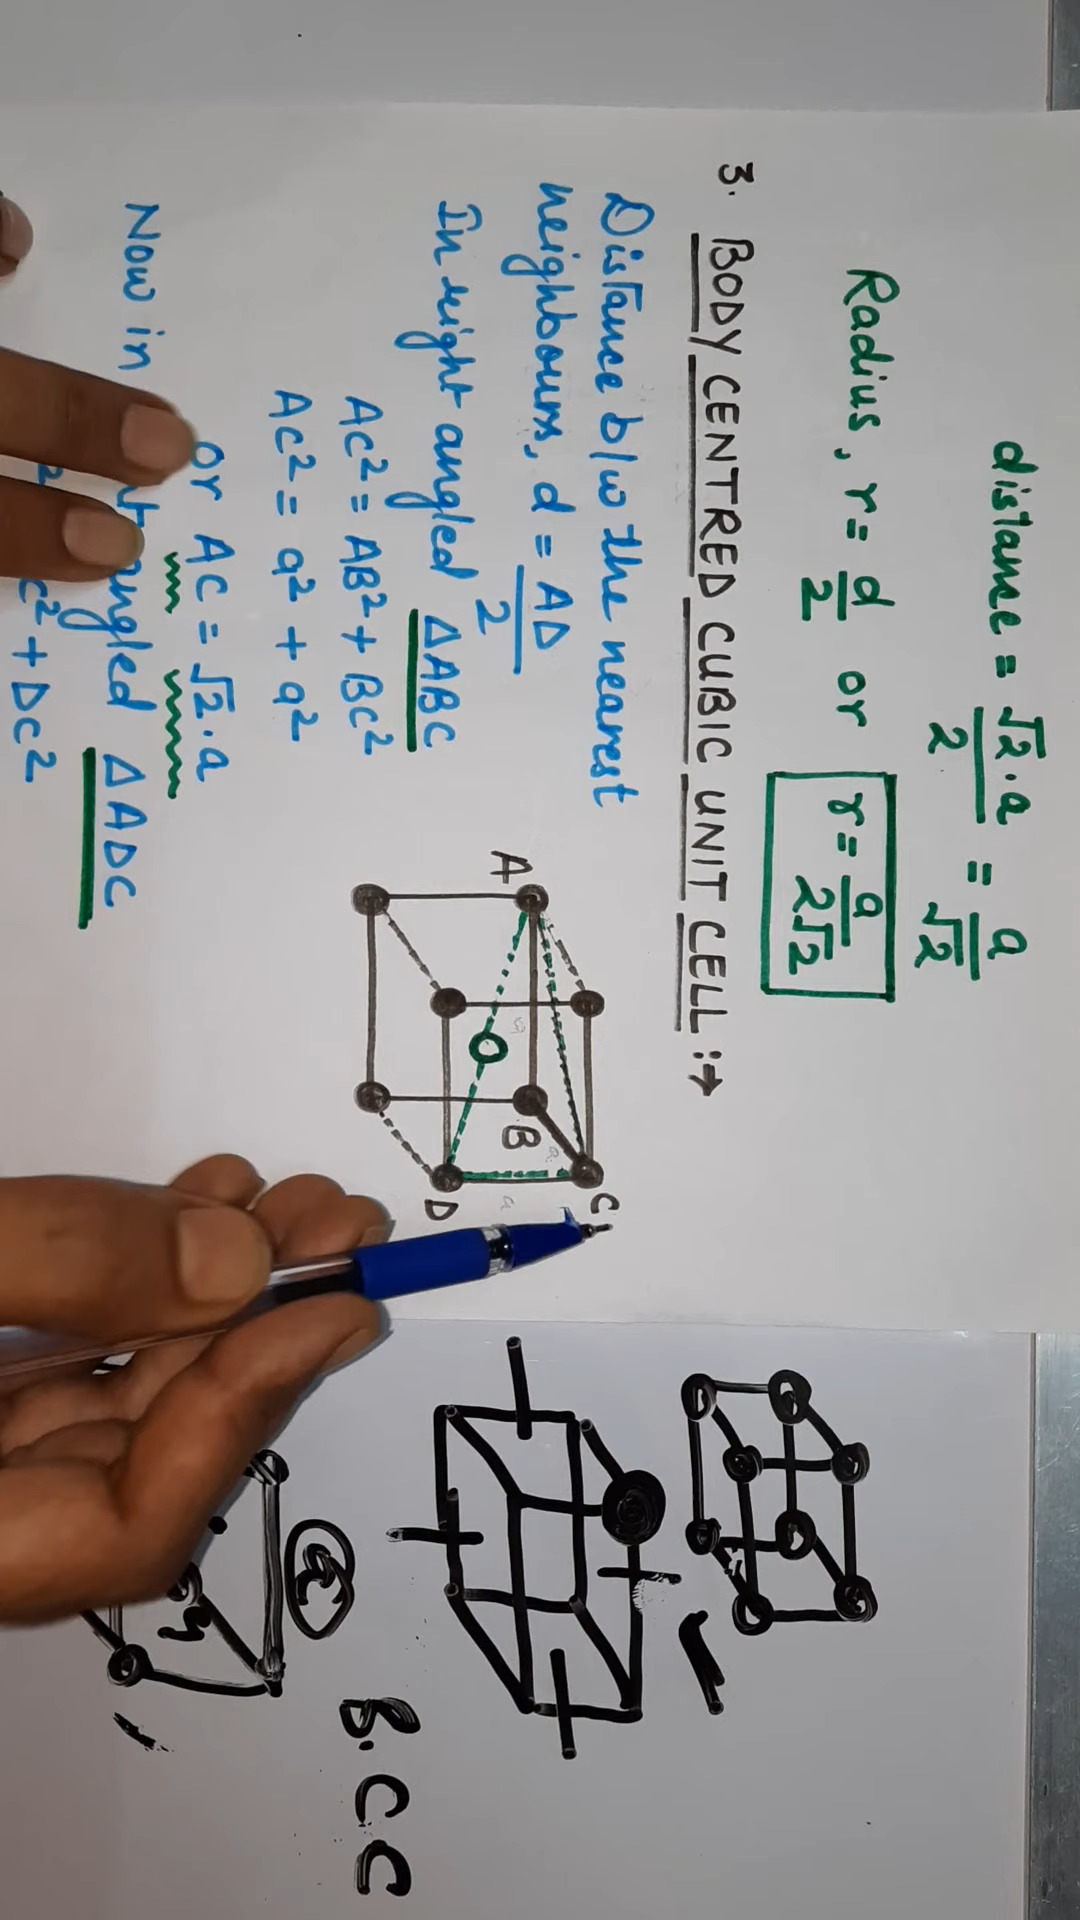 distance = √2.a/2 = a/√2
Radius, r = d/2 or r = a/2√2
3. BODY CENTRED CUBIC UNIT CELL :→
Distance b/w the nearest
neighbours, d = AD/2
In right angled ΔABC
AC² = AB² + BC²
AC² = a² + a²
or AC = √2.a
Now in angled ΔADC
C² + DC²
A
B
C
D
a
a
a
B.CC